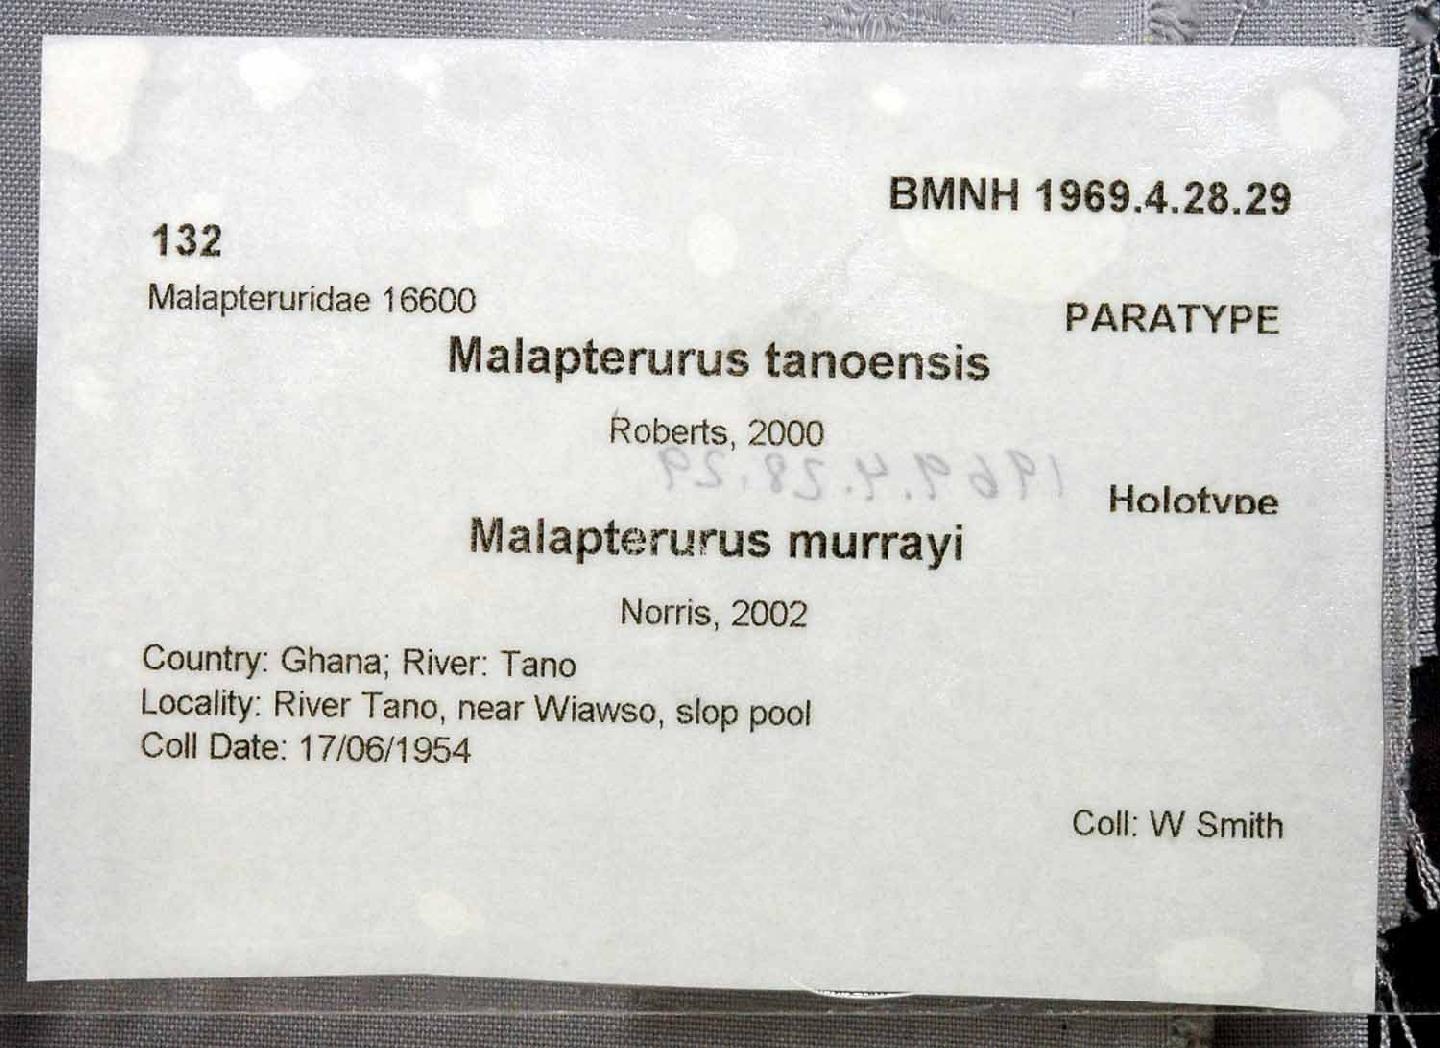 BMNH 1969.4.28.29
132
Malapteruridae 16600
PARATYPE
Malapterurus tanoensis
Roberts, 2000
1969.4.28.29
Holotype
Malapterurus murrayi
Norris, 2002
Country: Ghana; River: Tano
Locality: River Tano, near Wiawso, slop pool
Coll Date: 17/06/1954
Coll: W Smith